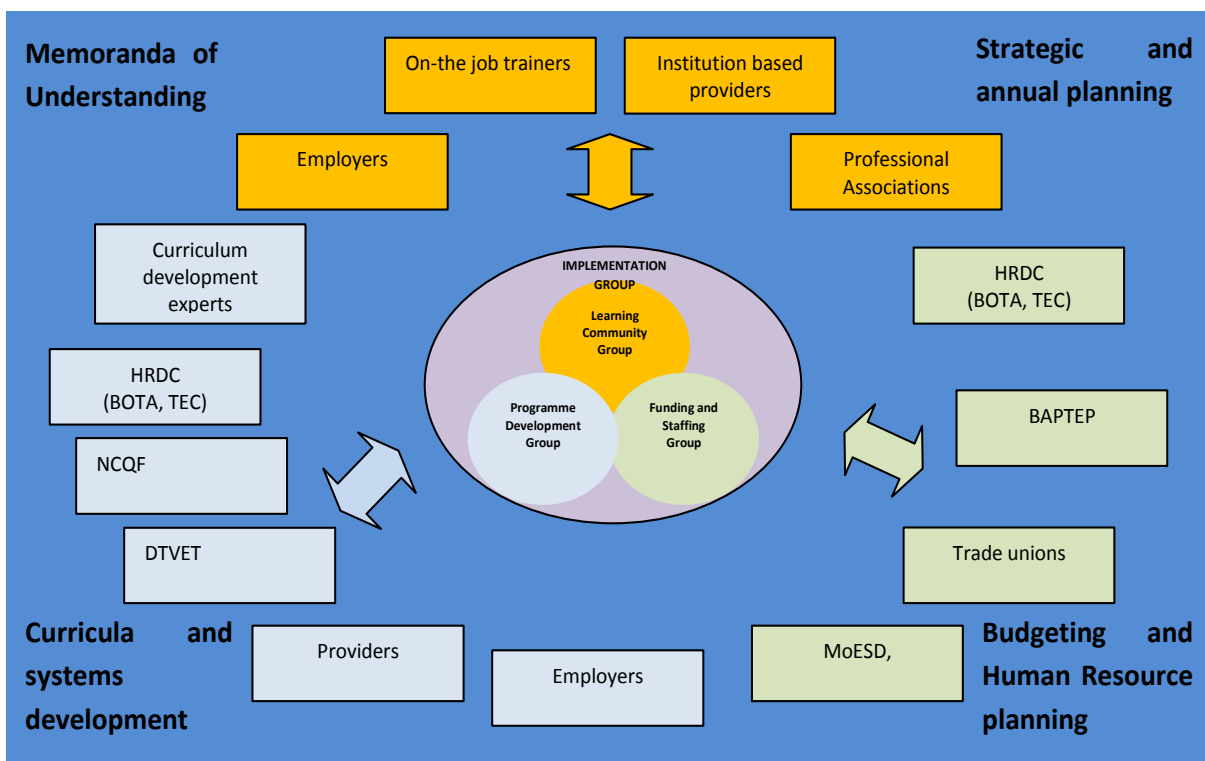 Memoranda of
Understanding
On-the job trainers
Institution based
providers
Strategic and
annual planning
Employers
Professional
Associations
Curriculum
development
experts
HRDC
(BOTA, TEC)
NCQF
DTVET
IMPLEMENTATION
GROUP
Learning
Community
Group
Programme
Development
Group
Funding and
Staffing
Group
HRDC
(BOTA, TEC)
BAPTEP
Trade unions
Curricula and
systems
development
Providers
Employers
MoESD,
Budgeting and
Human Resource
planning